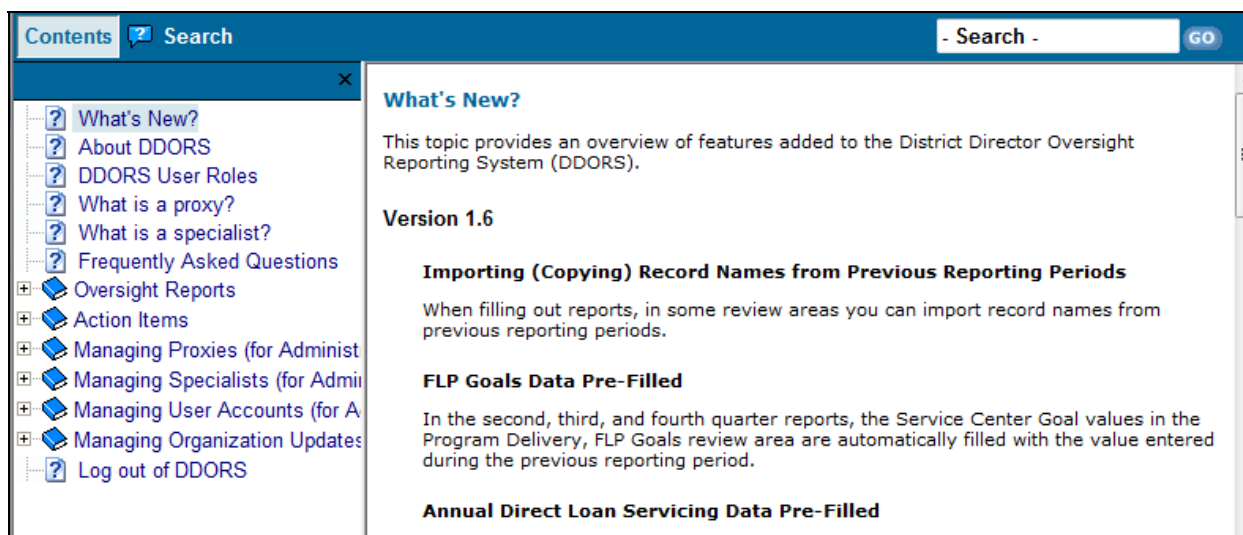 Contents Search - Search - GO
What's New?
About DDORS
DDORS User Roles
What is a proxy?
What is a specialist?
Frequently Asked Questions
Oversight Reports
Action Items
Managing Proxies (for Administ
Managing Specialists (for Admi
Managing User Accounts (for A
Managing Organization Updates
Log out of DDORS
What's New?
This topic provides an overview of features added to the District Director Oversight
Reporting System (DDORS).
Version 1.6
Importing (Copying) Record Names from Previous Reporting Periods
When filling out reports, in some review areas you can import record names from
previous reporting periods.
FLP Goals Data Pre-Filled
In the second, third, and fourth quarter reports, the Service Center Goal values in the
Program Delivery, FLP Goals review area are automatically filled with the value entered
during the previous reporting period.
Annual Direct Loan Servicing Data Pre-Filled